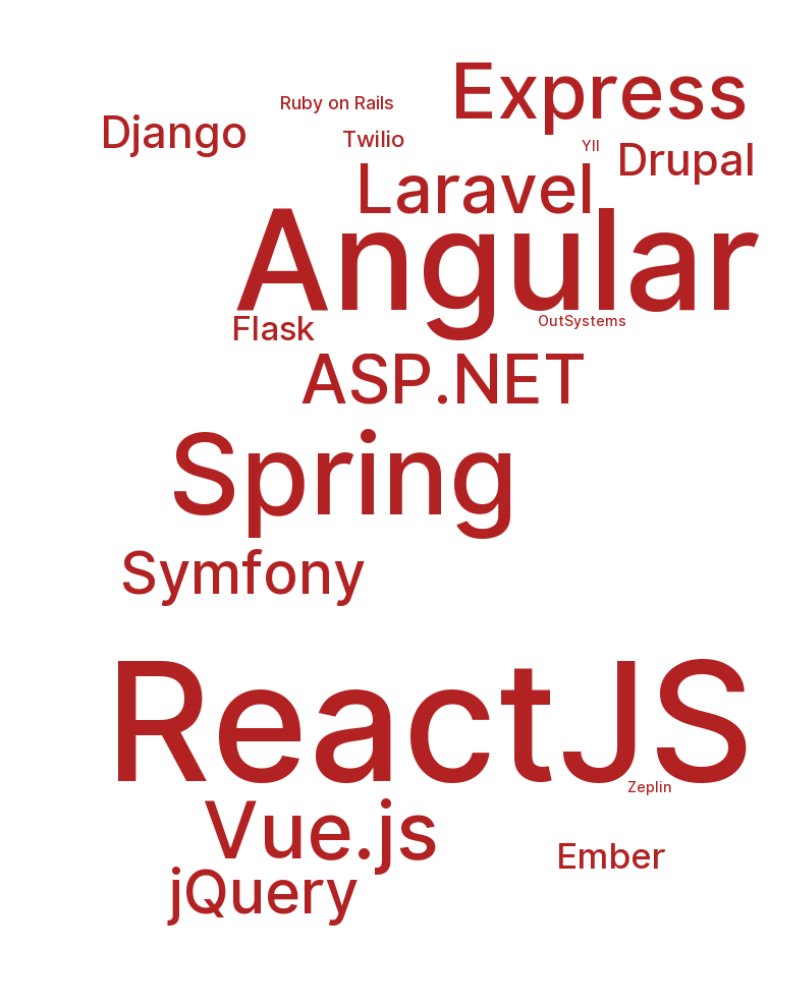 Express
Ruby on Rails
Django
Twilio
YII
Drupal
Laravel
Angular
Flask
OutSystems
ASP.NET
Spring
Symfony
ReactJS
Zeplin
Vue.js
Ember
jQuery